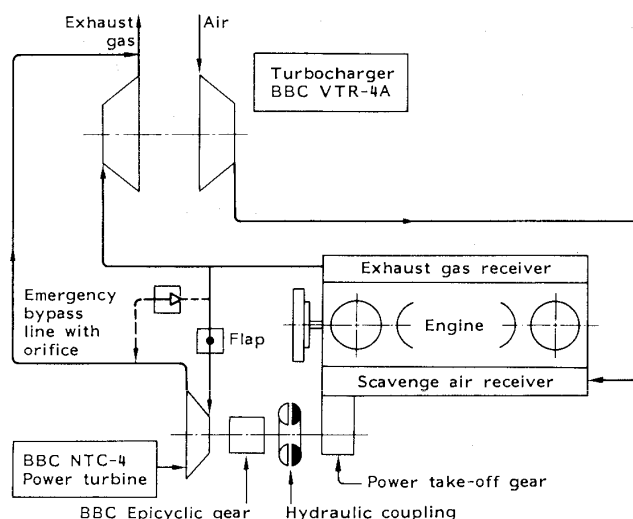 Exhaust
gas
Air
Turbocharger
BBC VTR-4A
Exhaust gas receiver
Emergency
bypass
line with
orifice
Flap
Engine
Scavenge air receiver
BBC NTC-4
Power turbine
Power take-off gear
BBC Epicyclic gear
Hydraulic coupling